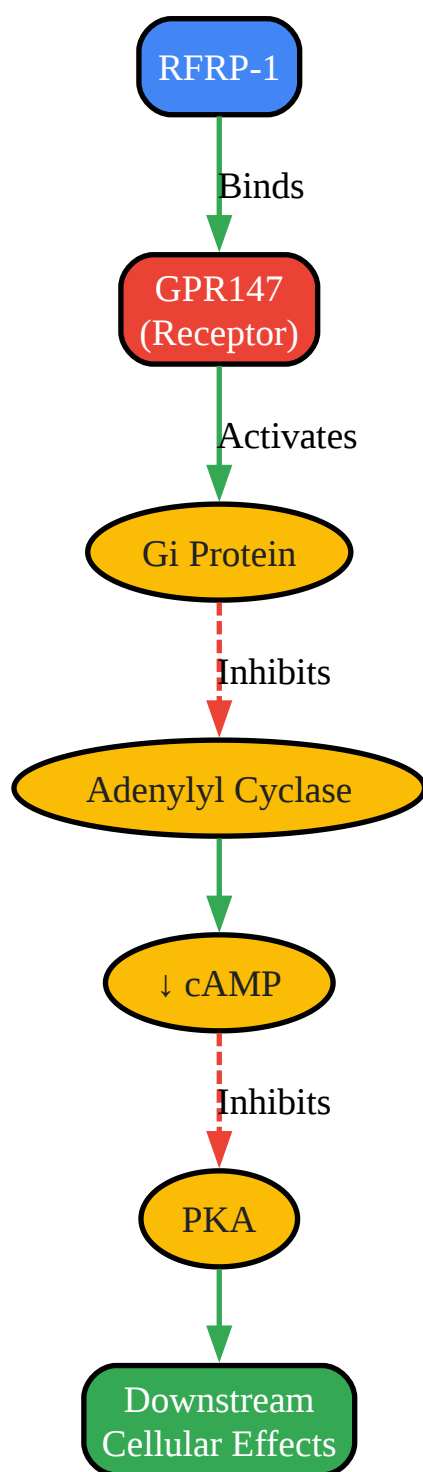 RFRP-1
Binds
GPR147
(Receptor)
Activates
Gi Protein
Inhibits
Adenylyl Cyclase
↓ cAMP
Inhibits
PKA
Downstream
Cellular Effects